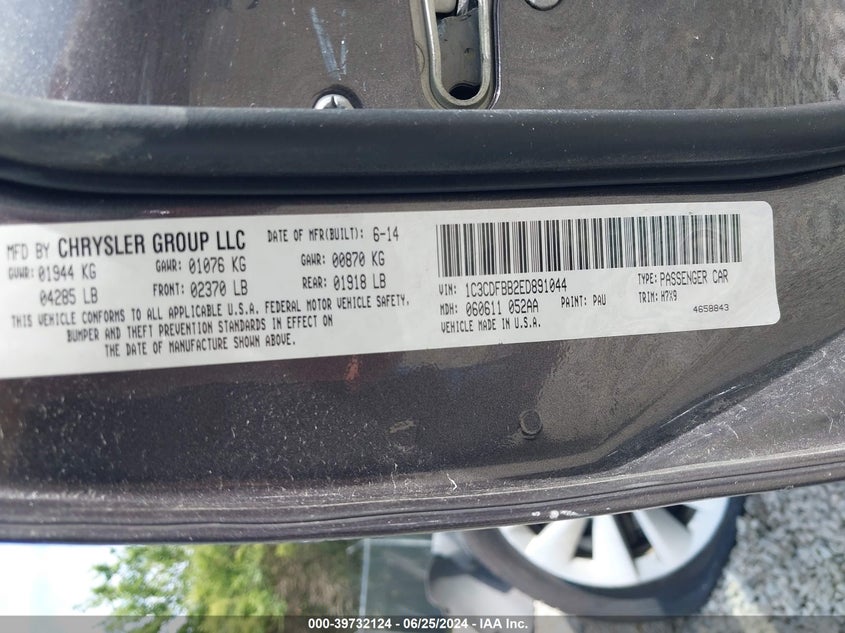 MFD BY CHRYSLER GROUP LLC DATE OF MFR(BUILT): 6-14
GVWR: 01944 KG GAWR: 01076 KG GAWR: 00870 KG
04285 LB FRONT: 02370 LB REAR: 01918 LB
THIS VEHICLE CONFORMS TO ALL APPLICABLE U.S.A. FEDERAL MOTOR VEHICLE SAFETY,
BUMPER AND THEFT PREVENTION STANDARDS IN EFFECT ON
THE DATE OF MANUFACTURE SHOWN ABOVE.
VIN: 1C3CDFBB2ED891044 TYPE: PASSENGER CAR
MDH: 060611 052AA PAINT: PAU TRIM: H7X9
VEHICLE MADE IN U.S.A. 4658843
000-39732124 - 06/25/2024 - IAA Inc.